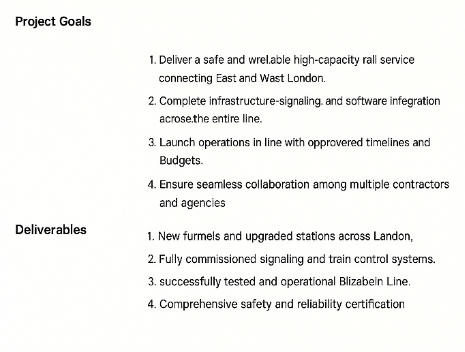 Project Goals
1. Deliver a safe and wrel.able high-capacity rall service
connecting East and Wast London.
2. Complete infrastructure-signaling. and software infegration
acrose.the entire line.
3. Launch operations in line with opprovered timelines and
Budgets.
4. Ensure seamless collaboration among multiple contractors
and agencies
Deliverables
1. New furmels and upgraded stations across Landon,
2. Fully commissioned signaling and train control systems.
3. successfully tested and operational Blizabein Line.
4. Comprehensive safety and reliability certification